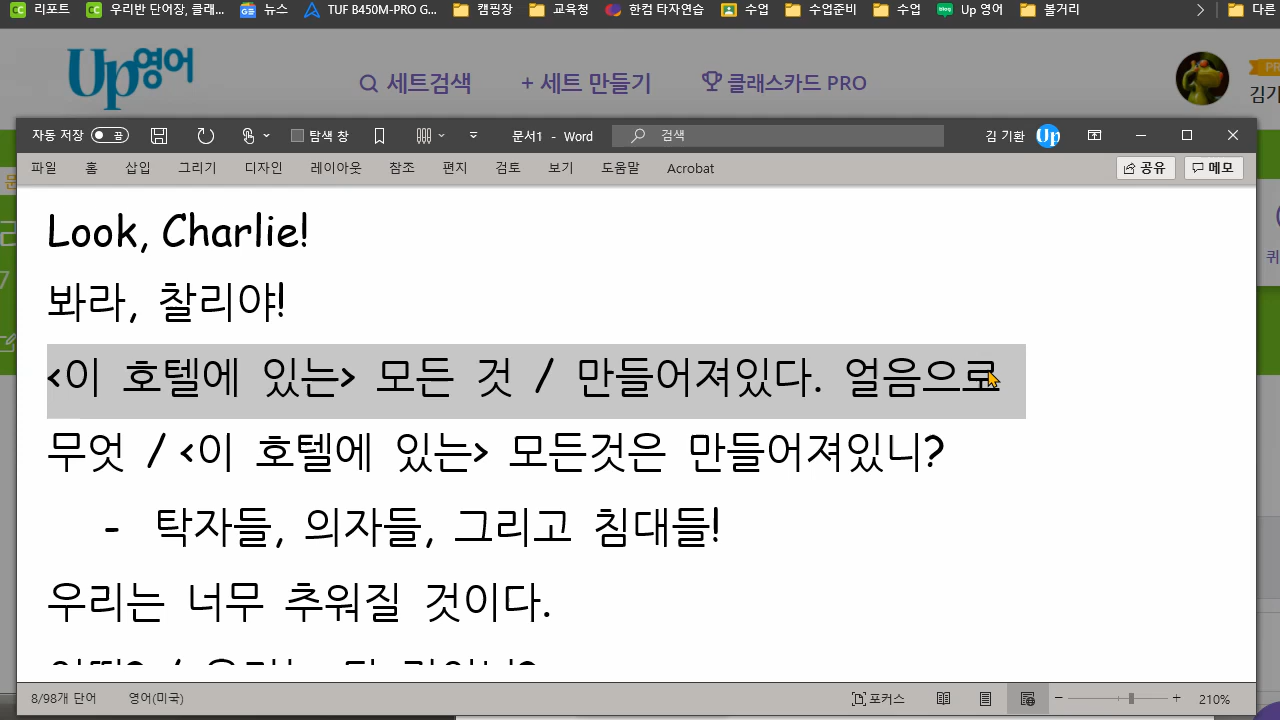 리포트 우리반 단어장, 클래... 뉴스 TUF B450M-PRO G... 캠핑장 교육청 한컴 타자연습 수업 수업준비 수업 Up 영어 볼거리 다른
Up영어 세트검색 + 세트 만들기 클래스카드 PRO
자동 저장 끔 탐색 창 문서1 - Word 검색 김 기환 Up
파일 홈 삽입 그리기 디자인 레이아웃 참조 편지 검토 보기 도움말 Acrobat 공유 메모
Look, Charlie!
봐라, 찰리야!
<이 호텔에 있는> 모든 것 / 만들어져있다. 얼음으로
무엇 / <이 호텔에 있는> 모든것은 만들어져있니?
- 탁자들, 의자들, 그리고 침대들!
우리는 너무 추워질 것이다.
8/98개 단어 영어(미국) 포커스 210%